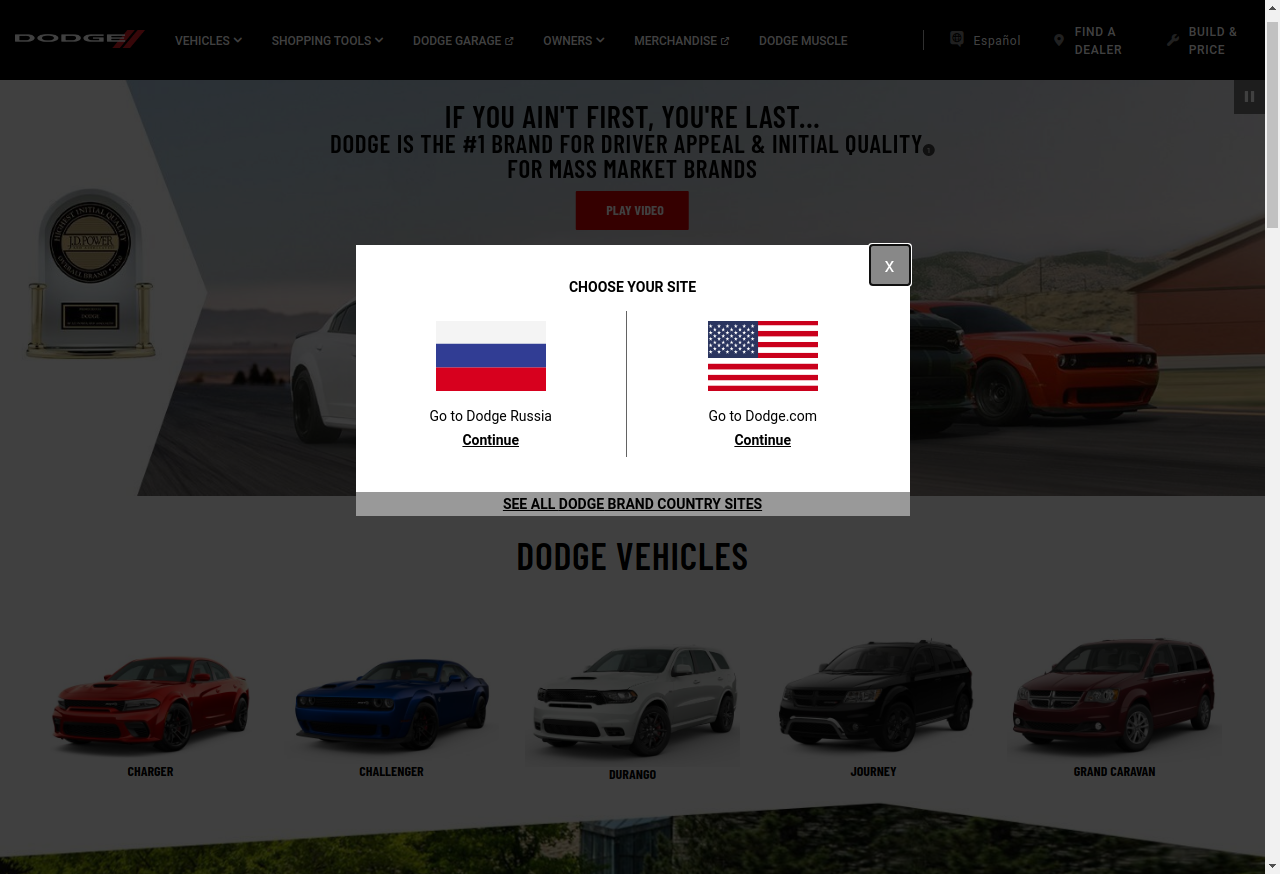 DODGE
VEHICLES
SHOPPING TOOLS
DODGE GARAGE
OWNERS
MERCHANDISE
DODGE MUSCLE
Español
FIND A
DEALER
BUILD &
PRICE
IF YOU AIN'T FIRST, YOU'RE LAST...
DODGE IS THE #1 BRAND FOR DRIVER APPEAL & INITIAL QUALITY
FOR MASS MARKET BRANDS
PLAY VIDEO
HIGHEST INITIAL QUALITY
J.D. POWER
X
CHOOSE YOUR SITE
Go to Dodge Russia
Continue
Go to Dodge.com
Continue
SEE ALL DODGE BRAND COUNTRY SITES
DODGE VEHICLES
CHARGER
CHALLENGER
DURANGO
JOURNEY
GRAND CARAVAN